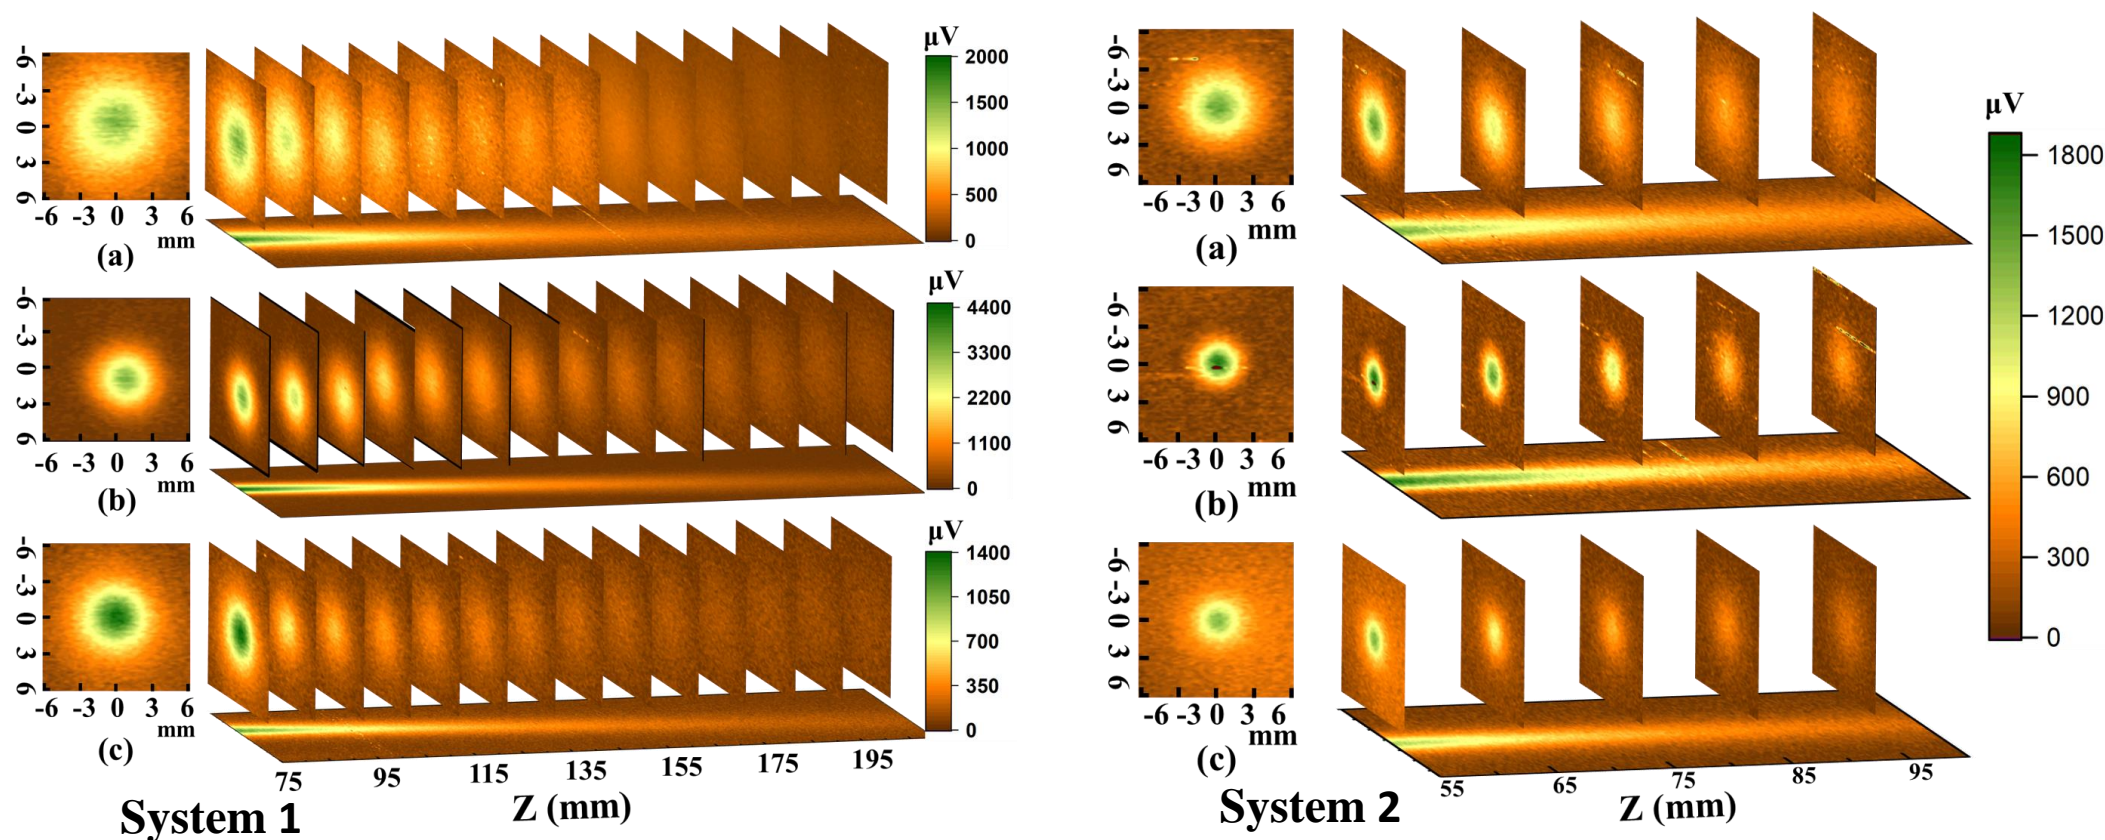 μV
2000
1500
1000
500
0
-6
-3
0
3
6
-6 -3 0 3 6
mm
(a)
μV
4400
3300
2200
1100
0
-6
-3
0
3
6
-6 -3 0 3 6
mm
(b)
μV
1400
1050
700
350
0
-6
-3
0
3
6
-6 -3 0 3 6
mm
(c)
75 95 115 135 155 175 195
Z (mm)
System 1
-6
-3
0
3
6
-6 -3 0 3 6
mm
(a)
-6
-3
0
3
6
-6 -3 0 3 6
mm
(b)
-6
-3
0
3
6
-6 -3 0 3 6
mm
(c)
55 65 75 85 95
Z (mm)
System 2
μV
1800
1500
1200
900
600
300
0